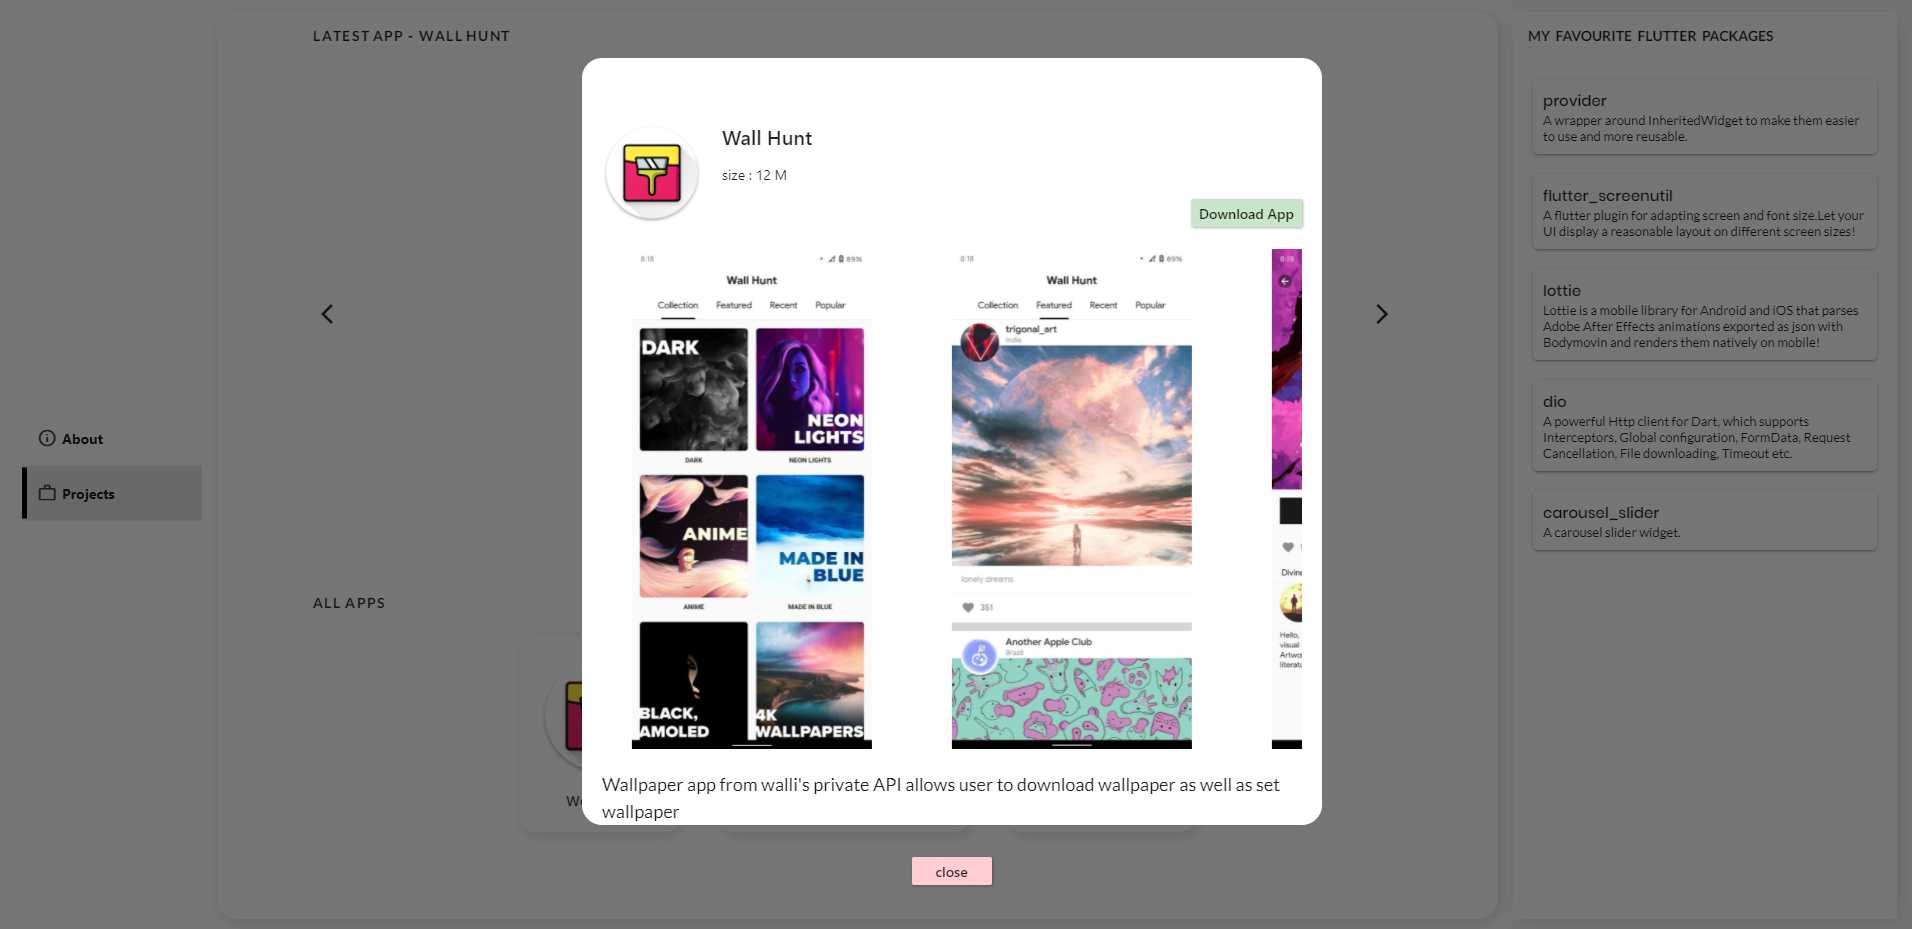 LATEST APP - WALL HUNT
About
Projects
ALL APPS
Wall Hunt
size : 12 M
Download App
8:18
89%
Wall Hunt
Collection Featured Recent Popular
DARK
NEON
LIGHTS
DARK
NEON LIGHTS
ANIME
MADE IN
BLUE
ANIME
MADE IN BLUE
BLACK,
AMOLED
4K
WALLPAPERS
8:18
89%
Wall Hunt
Collection Featured Recent Popular
trigonal_art
India
lonely dreams
351
Another Apple Club
Brazil
8:18
Hello,
visual
Wallpaper app from walli's private API allows user to download wallpaper as well as set
wallpaper
close
MY FAVOURITE FLUTTER PACKAGES
provider
A wrapper around InheritedWidget to make them easier
to use and more reusable.
flutter_screenutil
A flutter plugin for adapting screen and font size.Let your
UI display a reasonable layout on different screen sizes!
lottie
Lottie is a mobile library for Android and iOS that parses
Adobe After Effects animations exported as json with
Bodymovin and renders them natively on mobile!
dio
A powerful Http client for Dart, which supports
Interceptors, Global configuration, FormData, Request
Cancellation, File downloading, Timeout etc.
carousel_slider
A carousel slider widget.